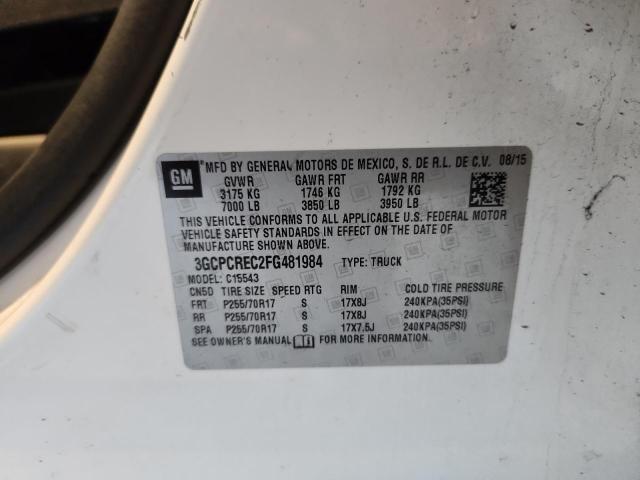 GM MFD BY GENERAL MOTORS DE MEXICO, S. DE R.L. DE C.V. 08/15
GVWR GAWR FRT GAWR RR
3175 KG 1746 KG 1792 KG
7000 LB 3850 LB 3950 LB
THIS VEHICLE CONFORMS TO ALL APPLICABLE U.S. FEDERAL MOTOR
VEHICLE SAFETY STANDARDS IN EFFECT ON THE DATE OF
MANUFACTURE SHOWN ABOVE.
3GCPCREC2FG481984 TYPE: TRUCK
MODEL: C15543
CN5D TIRE SIZE SPEED RTG RIM COLD TIRE PRESSURE
FRT P255/70R17 S 17X8J 240KPA(35PSI)
RR P255/70R17 S 17X8J 240KPA(35PSI)
SPA P255/70R17 S 17X7.5J 240KPA(35PSI)
SEE OWNER'S MANUAL FOR MORE INFORMATION.